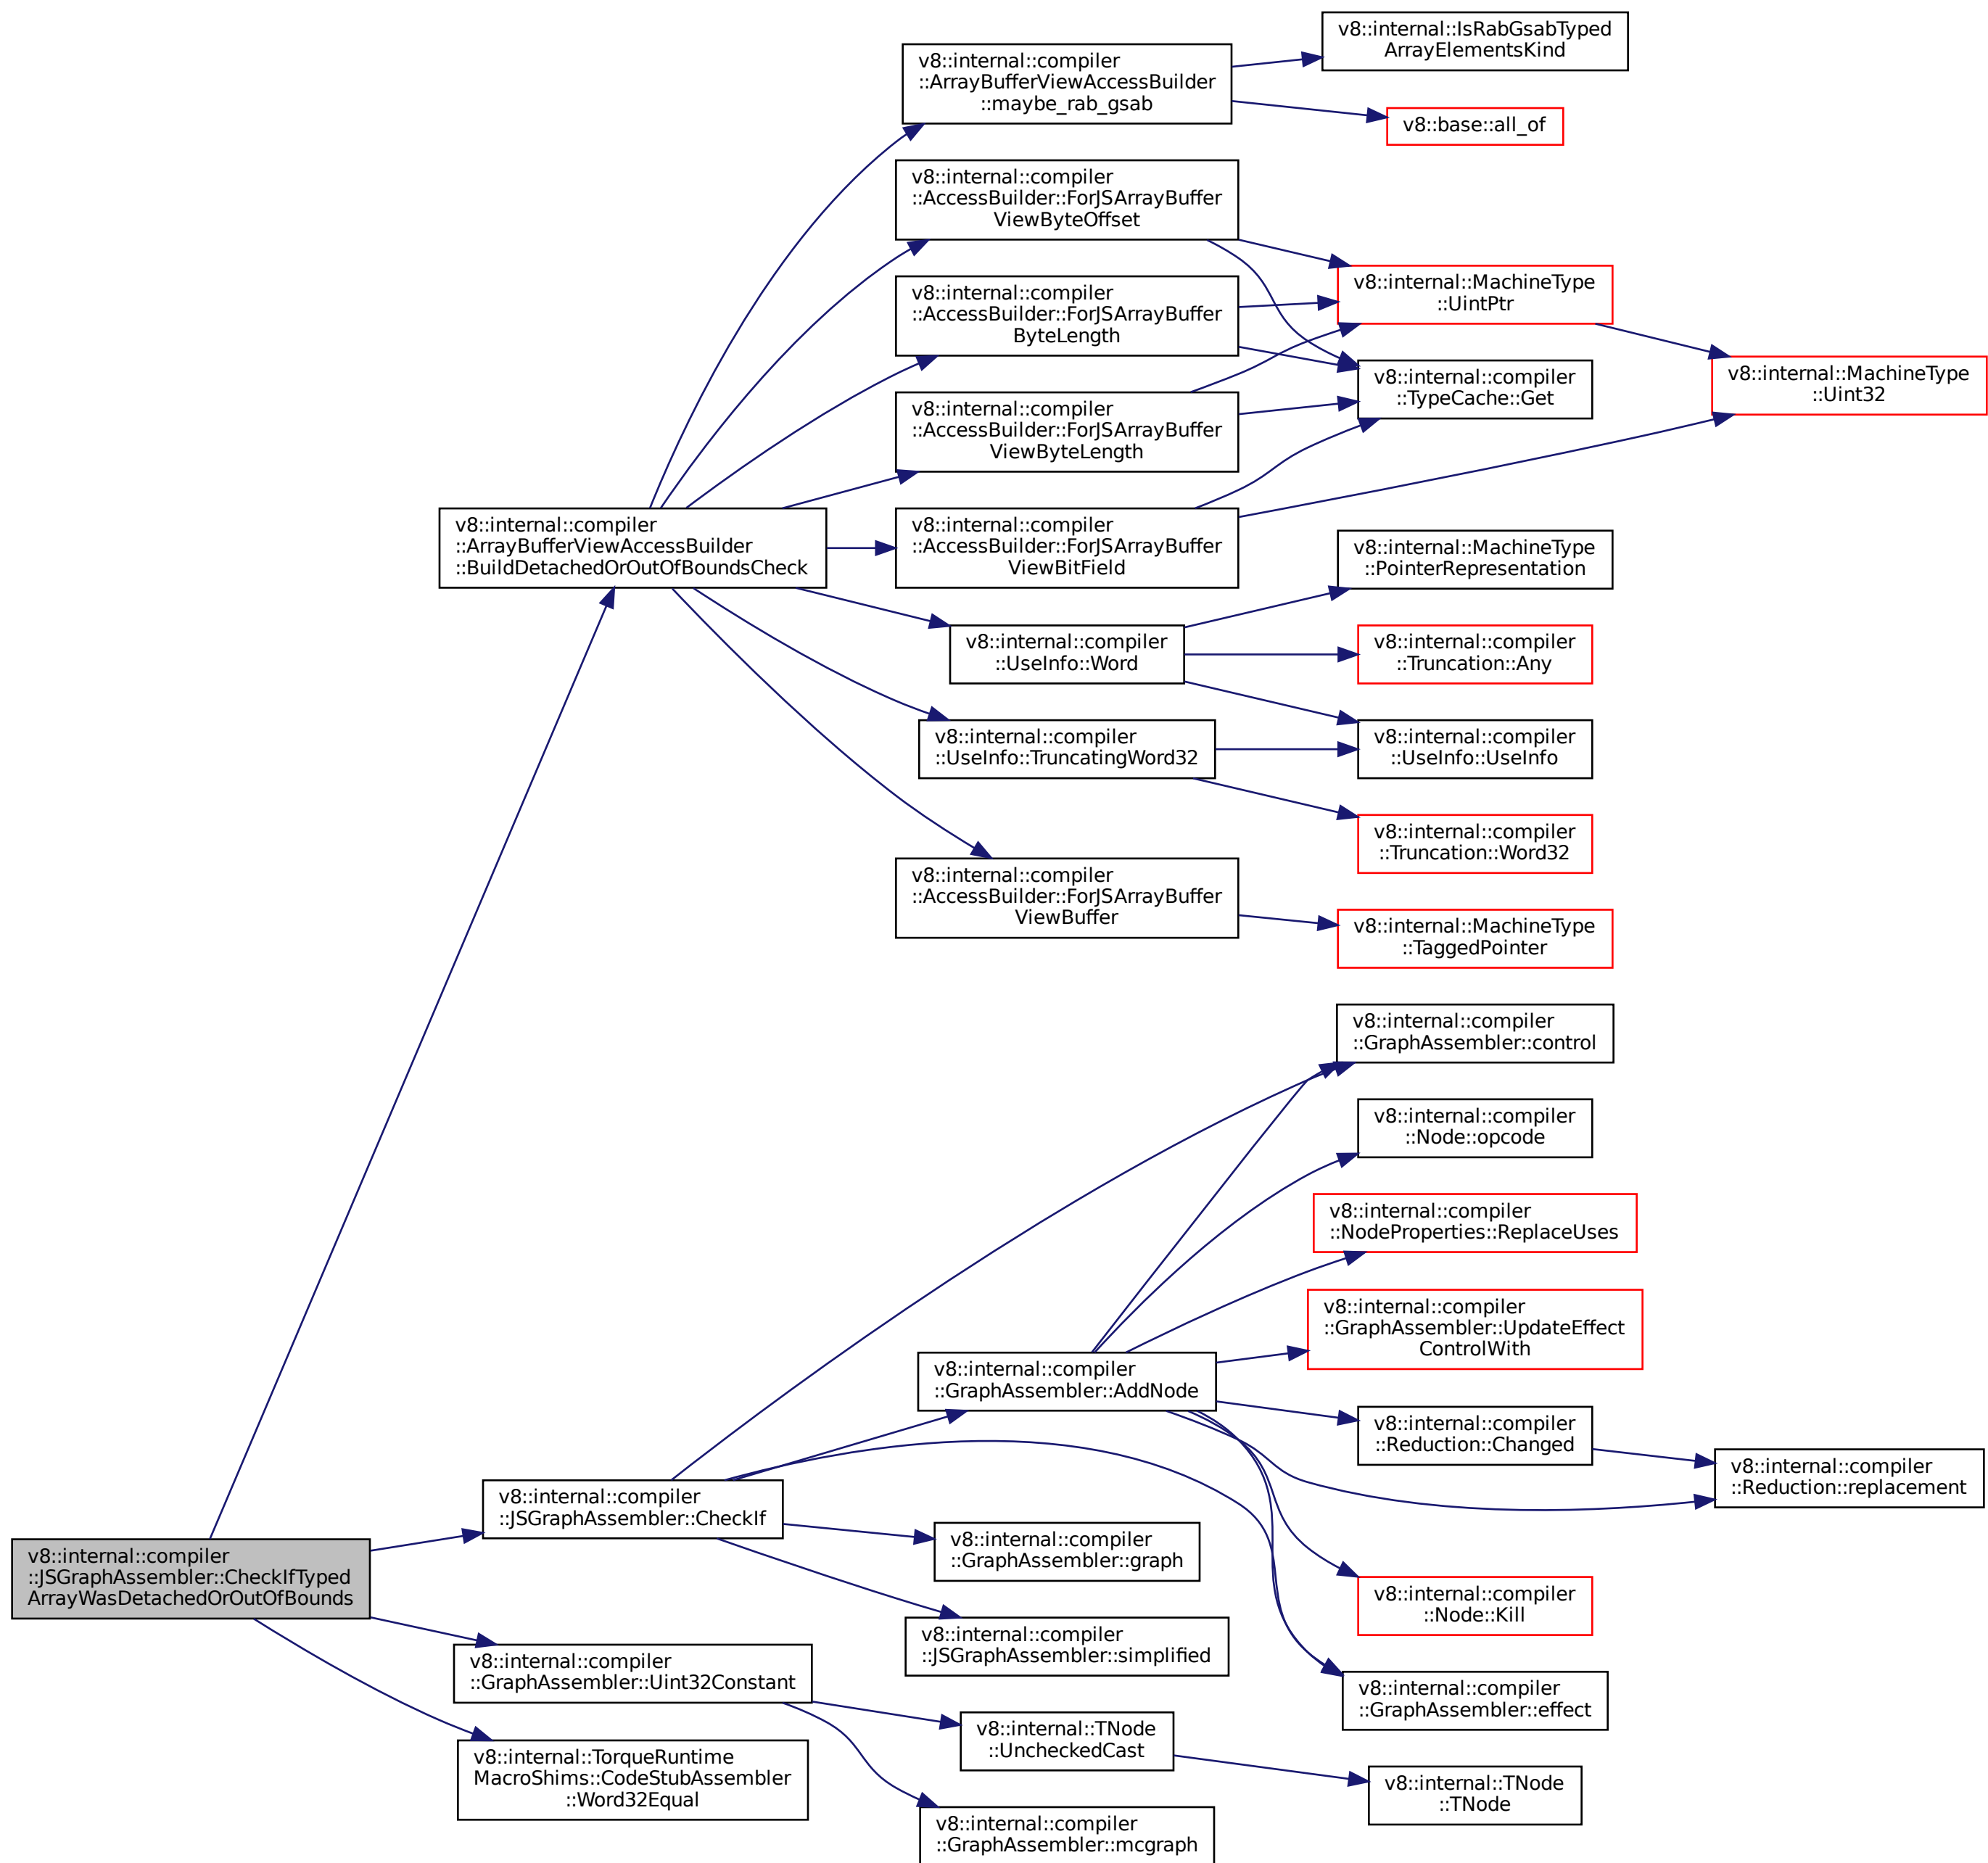 v8::internal::compiler
::JSGraphAssembler::CheckIfTyped
ArrayWasDetachedOrOutOfBounds
v8::internal::compiler
::ArrayBufferViewAccessBuilder
::BuildDetachedOrOutOfBoundsCheck
v8::internal::compiler
::ArrayBufferViewAccessBuilder
::maybe_rab_gsab
v8::internal::IsRabGsabTyped
ArrayElementsKind
v8::base::all_of
v8::internal::compiler
::AccessBuilder::ForJSArrayBuffer
ViewByteOffset
v8::internal::MachineType
::UintPtr
v8::internal::MachineType
::Uint32
v8::internal::compiler
::AccessBuilder::ForJSArrayBuffer
ByteLength
v8::internal::compiler
::TypeCache::Get
v8::internal::compiler
::AccessBuilder::ForJSArrayBuffer
ViewByteLength
v8::internal::compiler
::AccessBuilder::ForJSArrayBuffer
ViewBitField
v8::internal::compiler
::UseInfo::Word
v8::internal::MachineType
::PointerRepresentation
v8::internal::compiler
::Truncation::Any
v8::internal::compiler
::UseInfo::UseInfo
v8::internal::compiler
::UseInfo::TruncatingWord32
v8::internal::compiler
::Truncation::Word32
v8::internal::compiler
::AccessBuilder::ForJSArrayBuffer
ViewBuffer
v8::internal::MachineType
::TaggedPointer
v8::internal::compiler
::JSGraphAssembler::CheckIf
v8::internal::compiler
::GraphAssembler::control
v8::internal::compiler
::GraphAssembler::AddNode
v8::internal::compiler
::Node::opcode
v8::internal::compiler
::NodeProperties::ReplaceUses
v8::internal::compiler
::GraphAssembler::UpdateEffect
ControlWith
v8::internal::compiler
::Reduction::Changed
v8::internal::compiler
::Reduction::replacement
v8::internal::compiler
::Node::Kill
v8::internal::compiler
::GraphAssembler::effect
v8::internal::compiler
::GraphAssembler::graph
v8::internal::compiler
::JSGraphAssembler::simplified
v8::internal::compiler
::GraphAssembler::Uint32Constant
v8::internal::TNode
::UncheckedCast
v8::internal::TNode
::TNode
v8::internal::compiler
::GraphAssembler::mcgraph
v8::internal::TorqueRuntime
MacroShims::CodeStubAssembler
::Word32Equal